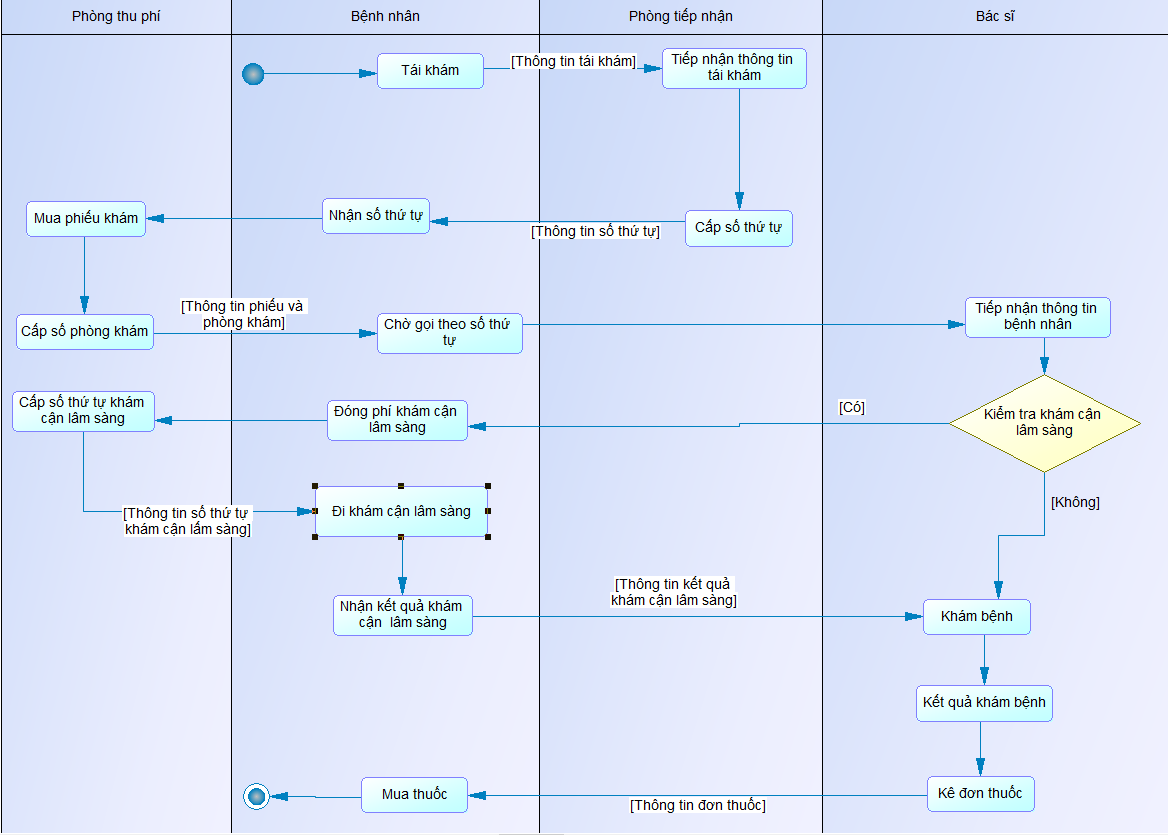 Phòng thu phí
Bệnh nhân
Phòng tiếp nhận
Bác sĩ
Tái khám
[Thông tin tái khám]
Tiếp nhận thông tin
tái khám
Mua phiếu khám
Nhận số thứ tự
[Thông tin số thứ tự]
Cấp số thứ tự
Cấp số phòng khám
[Thông tin phiếu và
phòng khám]
Chờ gọi theo số thứ
tự
Tiếp nhận thông tin
bệnh nhân
Cấp số thứ tự khám
cận lâm sàng
Đóng phí khám cận
lâm sàng
[Có]
Kiểm tra khám cận
lâm sàng
[Thông tin số thứ tự
khám cận lấm sàng]
Đi khám cận lâm sàng
[Không]
Nhận kết quả khám
cận  lâm sàng
[Thông tin kết quả
khám cận lâm sàng]
Khám bệnh
Kết quả khám bệnh
Mua thuốc
[Thông tin đơn thuốc]
Kê đơn thuốc